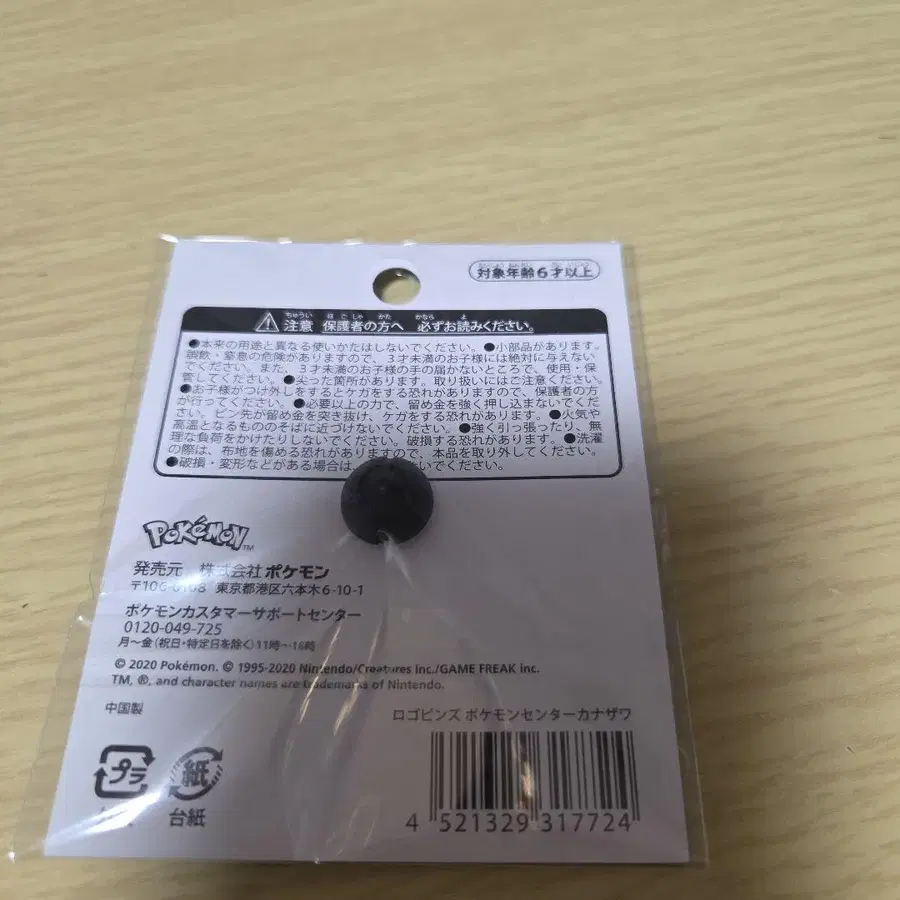 対象年齢6才以上
注意 保護者の方へ 必ずお読みください。
●本来の用途と異なる使いかたはしないでください。●小部品があります。
誤飲・窒息の危険がありますので、3才未満のお子様には絶対に与えない
でください。また、3才未満のお子様の手の届かないところで、使用・保
管してください。●尖った箇所があります。取り扱いにはご注意ください。
●お子様がつけ外しをするとケガをする恐れがありますので、保護者の方
が行ってください。●必要以上の力で、留め金を強く押し込まないでくだ
さい。ピン先が留め金を突き抜け、ケガをする恐れがあります。●火気や
高温となるもののそばに近づけないでください。●強く引っ張ったり、無
理な負荷をかけたりしないでください。破損する恐れがあります。●洗濯
の際は、布地を傷める恐れがありますので、本品を取り外してください。
●破損・変形などがある場合は、ないでください。
POKéMON TM
発売元 株式会社ポケモン
〒106-6108 東京都港区六本木6-10-1
ポケモンカスタマーサポートセンター
0120-049-725
月〜金(祝日・特定日を除く)11時〜18時
© 2020 Pokémon. © 1995-2020 Nintendo/Creatures Inc./GAME FREAK inc.
TM, ®, and character names are trademarks of Nintendo.
中国製
ロゴピンズ ポケモンセンターカナザワ
プラ
紙
台紙
4 521329 317724